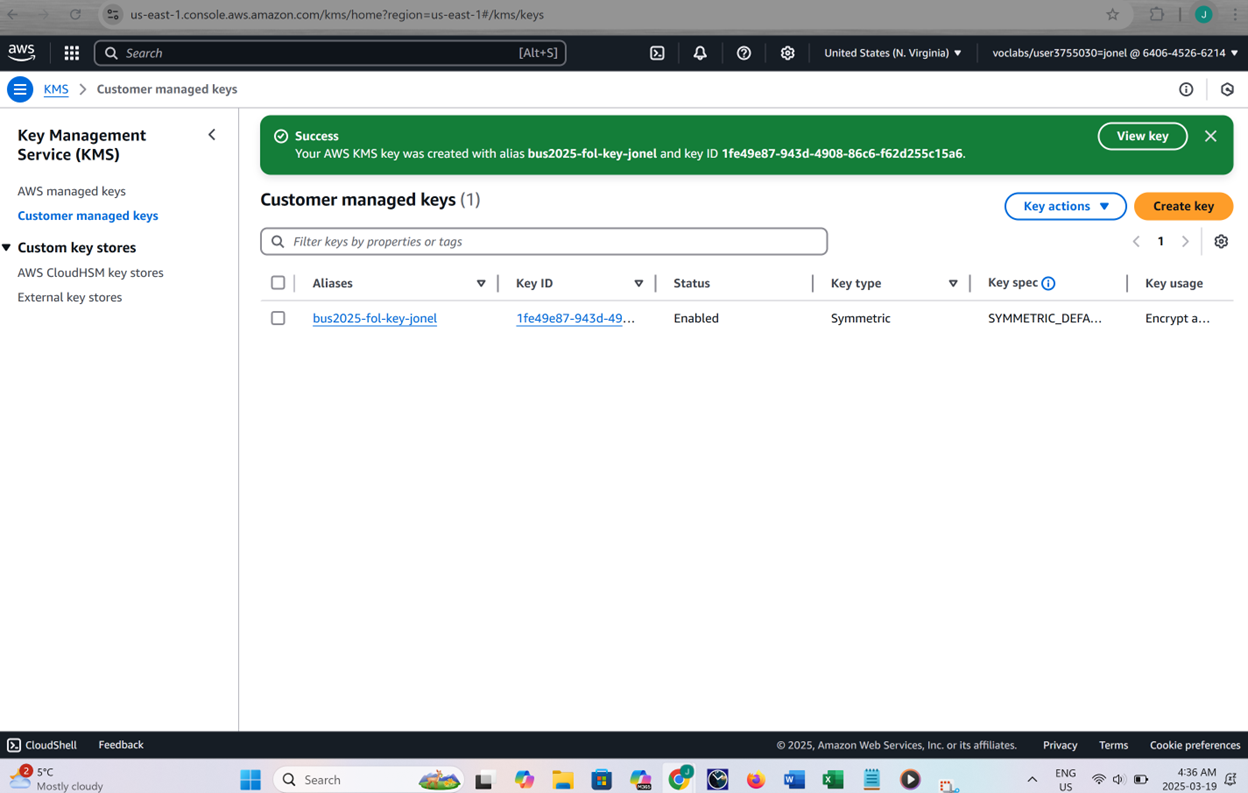 us-east-1.console.aws.amazon.com/kms/home?region=us-east-1#/kms/keys
J
aws
Search
[Alt+S]
United States (N. Virginia)
voclabs/user3755030=jonel @ 6406-4526-6214
KMS
Customer managed keys
Key Management
Service (KMS)
AWS managed keys
Customer managed keys
Custom key stores
AWS CloudHSM key stores
External key stores
Success
Your AWS KMS key was created with alias bus2025-fol-key-jonel and key ID 1fe49e87-943d-4908-86c6-f62d255c15a6.
View key
Customer managed keys (1)
Key actions
Create key
Filter keys by properties or tags
1
Aliases
Key ID
Status
Key type
Key spec
Key usage
bus2025-fol-key-jonel
1fe49e87-943d-49...
Enabled
Symmetric
SYMMETRIC_DEFA...
Encrypt a...
CloudShell
Feedback
© 2025, Amazon Web Services, Inc. or its affiliates.
Privacy
Terms
Cookie preferences
2
5°C
Mostly cloudy
Search
M365
J
ENG
US
4:36 AM
2025-03-19